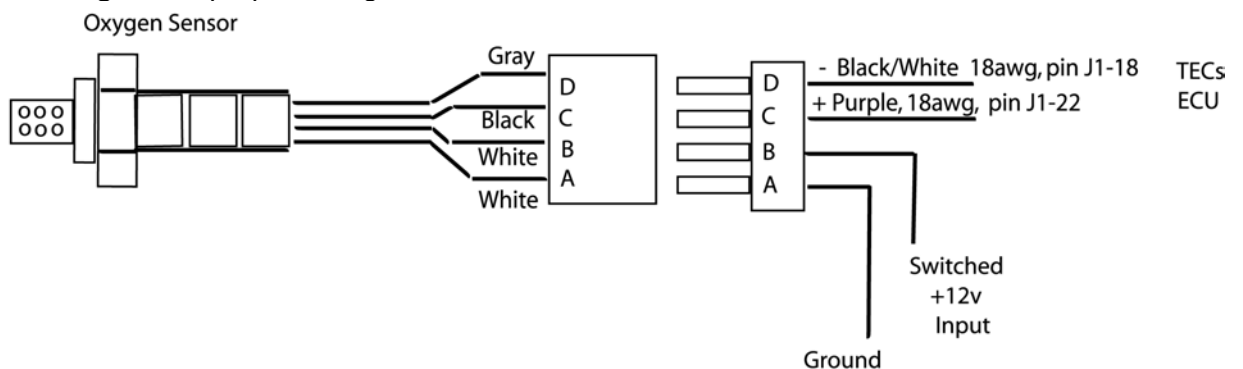 Oxygen Sensor
Gray
Black
White
White
D
C
B
A
D
C
B
A
- Black/White 18awg, pin J1-18
+ Purple, 18awg, pin J1-22
TECs
ECU
Switched
+12v
Input
Ground